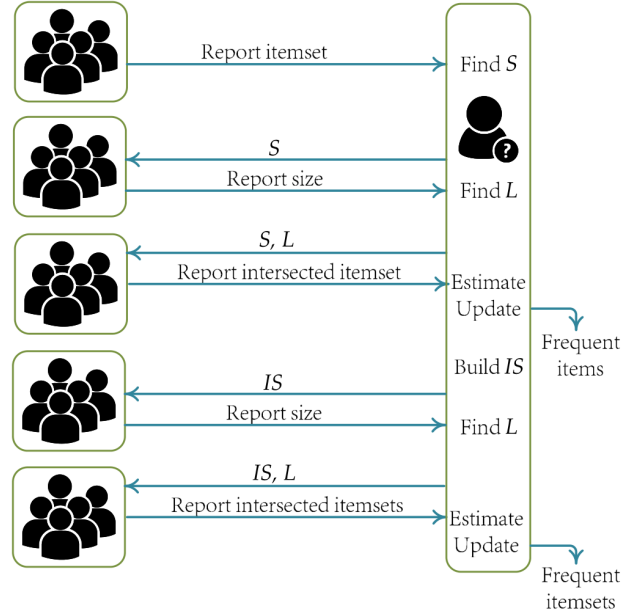 Report itemset
Find S
S
?
Report size
Find L
S, L
Report intersected itemset
Estimate
Update
Frequent
items
Build IS
IS
Report size
Find L
IS, L
Report intersected itemsets
Estimate
Update
Frequent
itemsets